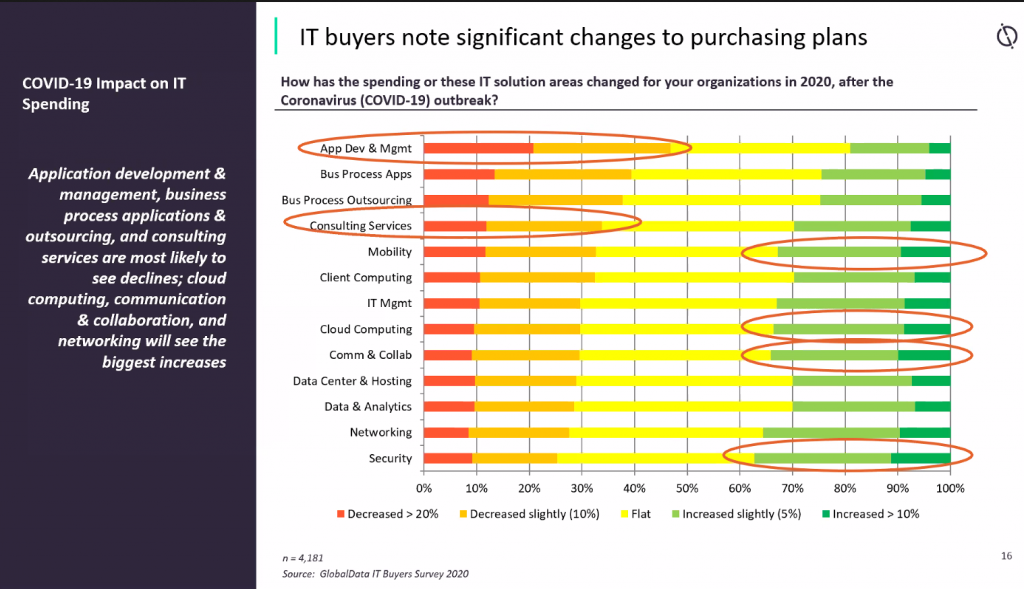 IT buyers note significant changes to purchasing plans
COVID-19 Impact on IT
Spending
Application development &
management, business
process applications &
outsourcing, and consulting
services are most likely to
see declines; cloud
computing, communication
& collaboration, and
networking will see the
biggest increases
How has the spending or these IT solution areas changed for your organizations in 2020, after the
Coronavirus (COVID-19) outbreak?
App Dev & Mgmt
Bus Process Apps
Bus Process Outsourcing
Consulting Services
Mobility
Client Computing
IT Mgmt
Cloud Computing
Comm & Collab
Data Center & Hosting
Data & Analytics
Networking
Security
0% 10% 20% 30% 40% 50% 60% 70% 80% 90% 100%
Decreased > 20% Decreased slightly (10%) Flat Increased slightly (5%) Increased > 10%
n = 4,181
Source: GlobalData IT Buyers Survey 2020
16